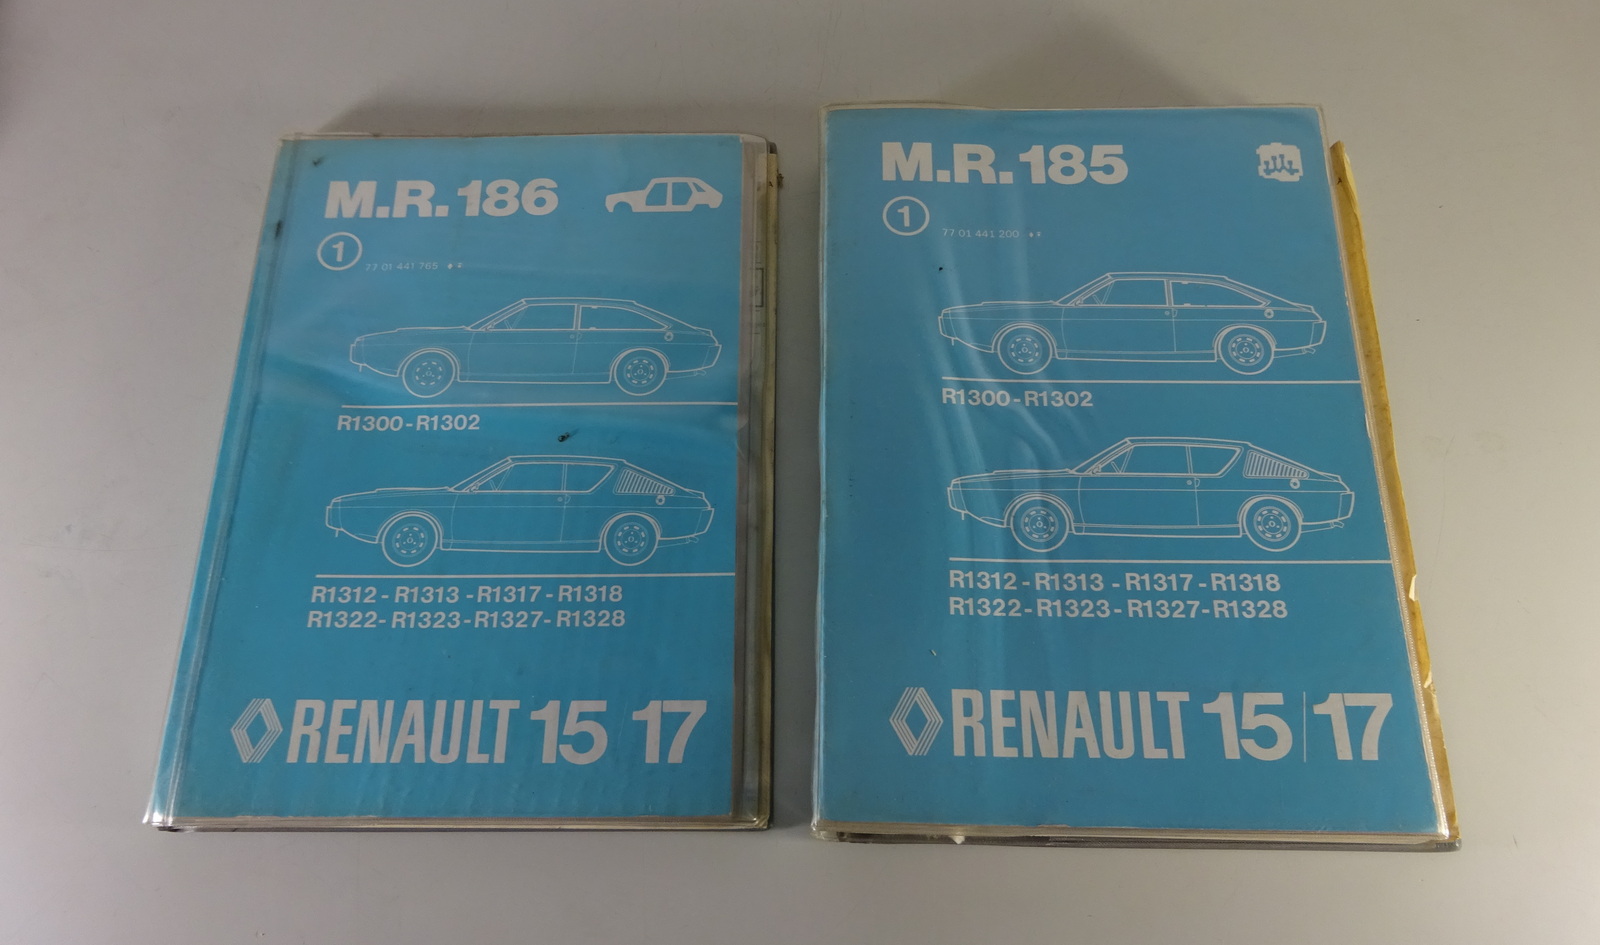 M.R. 186
1
77 01 441 765
R1300 - R1302
R1312 - R1313 - R1317 - R1318
R1322 - R1323 - R1327 - R1328
RENAULT 15 17
M.R. 185
1
77 01 441 200
R1300 - R1302
R1312 - R1313 - R1317 - R1318
R1322 - R1323 - R1327 - R1328
RENAULT 15 | 17